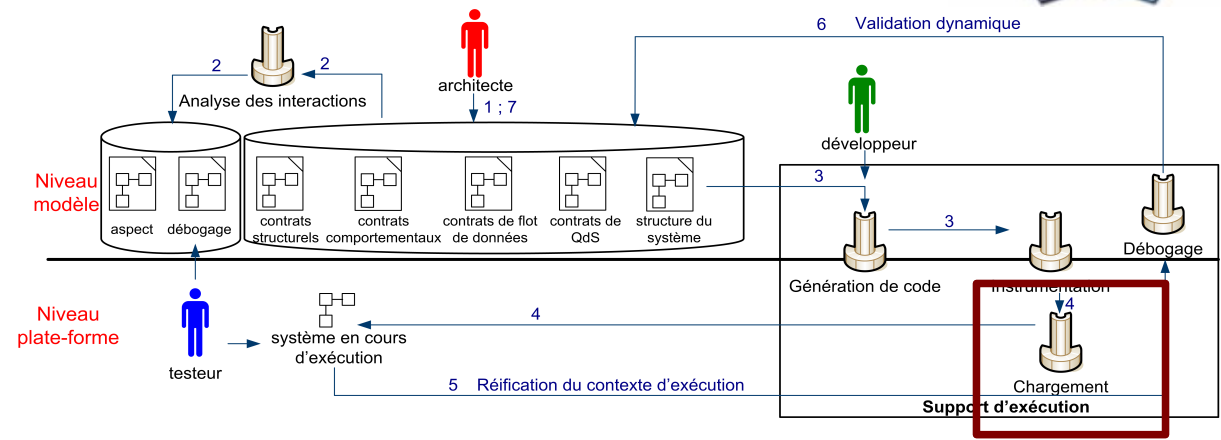 6 Validation dynamique
2
2
architecte
Analyse des interactions
1 ; 7
développeur
Niveau
modèle
3
aspect
débogage
contrats
structurels
contrats
comportementaux
contrats de flot
de données
contrats de
QdS
structure du
système
3
Débogage
Génération de code
Instrumentation
Niveau
plate-forme
4
4
système en cours
d'exécution
testeur
5 Réification du contexte d'exécution
Chargement
Support d'exécution